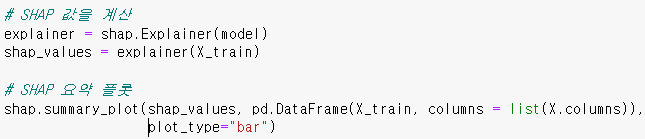 # SHAP 값을 계산
explainer = shap.Explainer(model)
shap_values = explainer(X_train)
# SHAP 요약 플롯
shap.summary_plot(shap_values, pd.DataFrame(X_train, columns = list(X.columns)),
plot_type="bar")